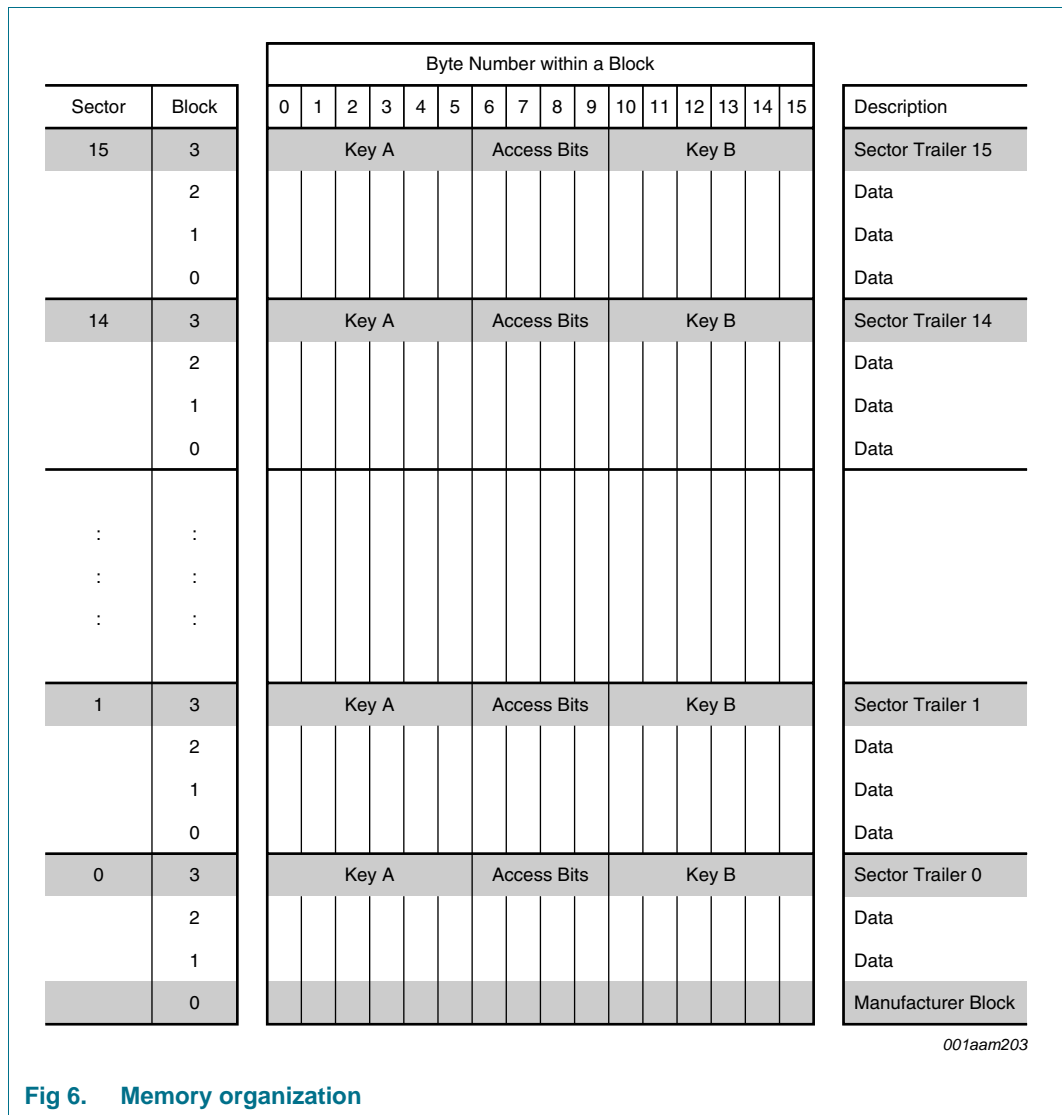 Byte Number within a Block
Sector Block 0 1 2 3 4 5 6 7 8 9 10 11 12 13 14 15 Description
15 3 Key A Access Bits Key B Sector Trailer 15
2 Data
1 Data
0 Data
14 3 Key A Access Bits Key B Sector Trailer 14
2 Data
1 Data
0 Data
: :
: :
: :
1 3 Key A Access Bits Key B Sector Trailer 1
2 Data
1 Data
0 Data
0 3 Key A Access Bits Key B Sector Trailer 0
2 Data
1 Data
0 Manufacturer Block
001aam203
Fig 6. Memory organization